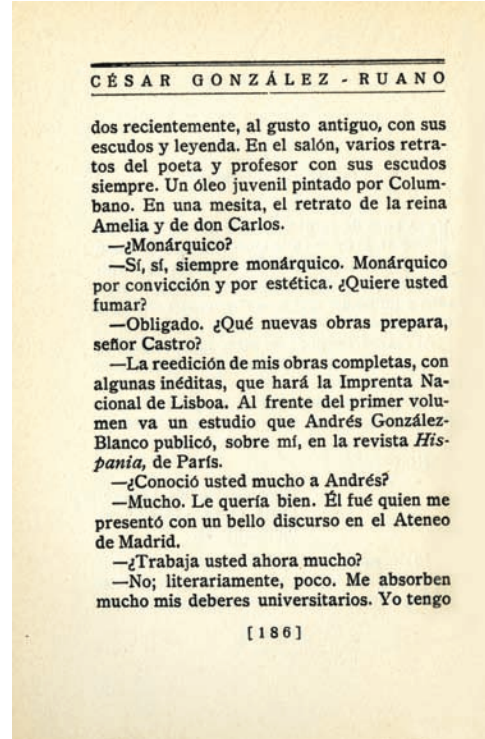 CÉSAR GONZÁLEZ - RUANO
dos recientemente, al gusto antiguo, con sus
escudos y leyenda. En el salón, varios retra-
tos del poeta y profesor con sus escudos
siempre. Un óleo juvenil pintado por Colum-
bano. En una mesita, el retrato de la reina
Amelia y de don Carlos.
—¿Monárquico?
—Sí, sí, siempre monárquico. Monárquico
por convicción y por estética. ¿Quiere usted
fumar?
—Obligado. ¿Qué nuevas obras prepara,
señor Castro?
—La reedición de mis obras completas, con
algunas inéditas, que hará la Imprenta Na-
cional de Lisboa. Al frente del primer volu-
men va un estudio que Andrés González-
Blanco publicó, sobre mí, en la revista His-
pania, de París.
—¿Conoció usted mucho a Andrés?
—Mucho. Le quería bien. Él fué quien me
presentó con un bello discurso en el Ateneo
de Madrid.
—¿Trabaja usted ahora mucho?
—No; literariamente, poco. Me absorben
mucho mis deberes universitarios. Yo tengo
[186]